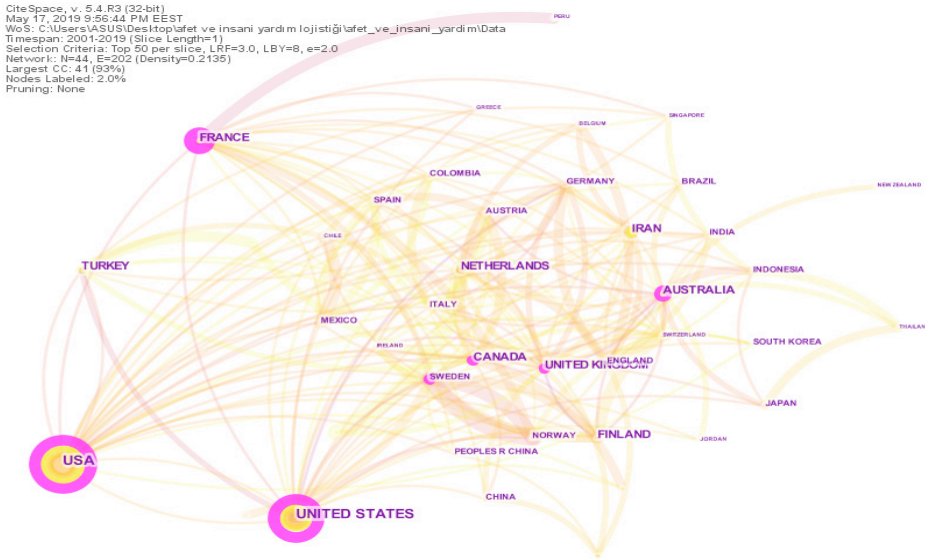 CiteSpace, v. 5.4.R3 (32-bit)
May 17, 2019 9:56:44 PM EEST
WoS: C:\Users\ASUS\Desktop\afet ve insani yardım lojistiği\afet_ve_insani_yardim\Data
Timespan: 2001-2019 (Slice Length=1)
Selection Criteria: Top 50 per slice, LRF=3.0, LBY=8, e=2.0
Network: N=44, E=202 (Density=0.2135)
Largest CC: 41 (93%)
Nodes Labeled: 2.0%
Pruning: None
PERU
GREECE
SINGAPORE
BELGIUM
FRANCE
COLOMBIA
GERMANY
BRAZIL
NEW ZEALAND
SPAIN
AUSTRIA
CHILE
IRAN
INDIA
TURKEY
NETHERLANDS
INDONESIA
AUSTRALIA
ITALY
MEXICO
THAILAN
SWITZERLAND
SOUTH KOREA
IRELAND
CANADA
ENGLAND
UNITED KINGDOM
SWEDEN
JAPAN
NORWAY
FINLAND
JORDAN
PEOPLES R CHINA
USA
CHINA
UNITED STATES